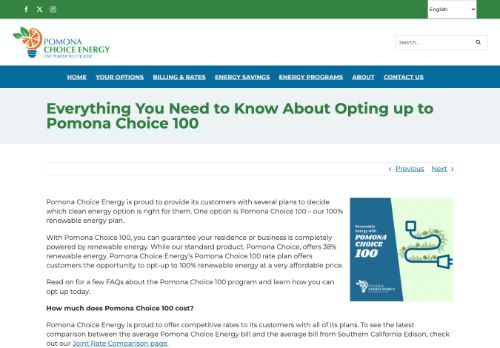 English
POMONA
CHOICE ENERGY
THE POWER TO CHOOSE
Search...
HOME YOUR OPTIONS BILLING & RATES ENERGY SAVINGS ENERGY PROGRAMS ABOUT CONTACT US
Everything You Need to Know About Opting up to
Pomona Choice 100
Previous Next
Pomona Choice Energy is proud to provide its customers with several plans to decide
which clean energy option is right for them. One option is Pomona Choice 100 – our 100%
renewable energy plan.
With Pomona Choice 100, you can guarantee your residence or business is completely
powered by renewable energy. While our standard product, Pomona Choice, offers 38%
renewable energy, Pomona Choice Energy's Pomona Choice 100 rate plan offers
customers the opportunity to opt-up to 100% renewable energy at a very affordable price.
Read on for a few FAQs about the Pomona Choice 100 program and learn how you can
opt up today.
Renewable
energy with
POMONA
CHOICE
100
POMONA
CHOICE ENERGY
How much does Pomona Choice 100 cost?
Pomona Choice Energy is proud to offer competitive rates to its customers with all of its plans. To see the latest
comparison between the average Pomona Choice Energy bill and the average bill from Southern California Edison, check
out our Joint Rate Comparison page.